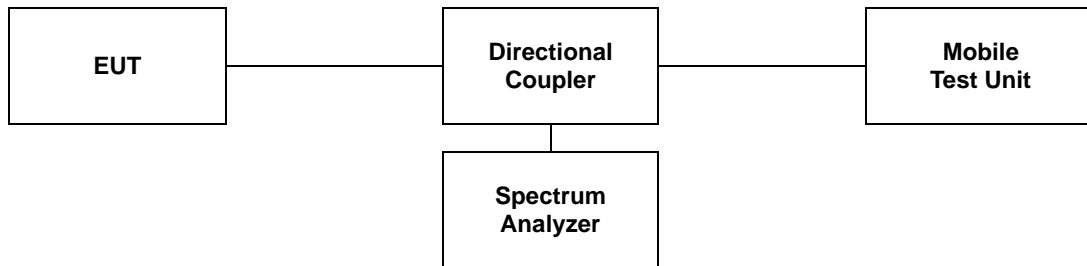 EUT
Directional
Coupler
Mobile
Test Unit
Spectrum
Analyzer